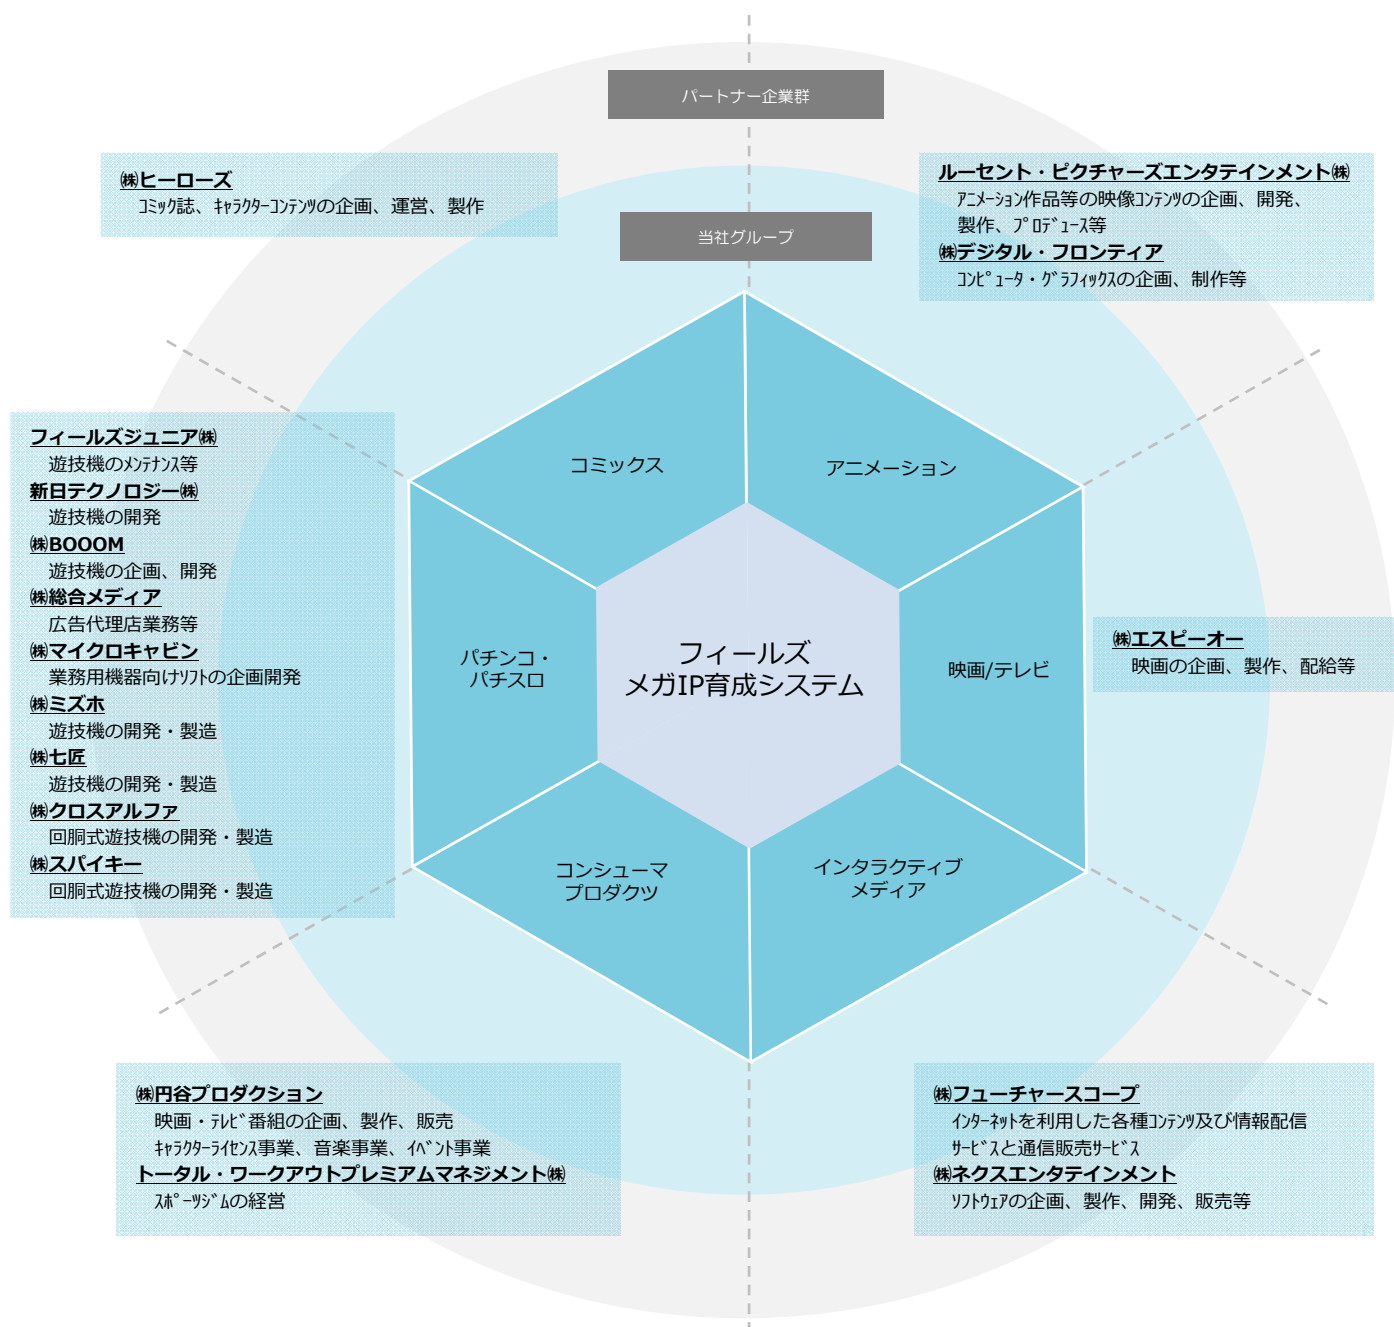 パートナー企業群
㈱ヒーローズ
ｺﾐｯｸ誌、ｷｬﾗｸﾀｰｺﾝﾃﾝﾂの企画、運営、製作
ルーセント・ピクチャーズエンタテインメント㈱
ｱﾆﾒｰｼｮﾝ作品等の映像ｺﾝﾃﾝﾂの企画、開発、
製作、ﾌﾟﾛﾃﾞｭｰｽ等
㈱デジタル・フロンティア
ｺﾝﾋﾟｭｰﾀ・ｸﾞﾗﾌｨｯｸｽの企画、制作等
当社グループ
コミックス
アニメーション
フィールズジュニア㈱
遊技機のﾒﾝﾃﾅﾝｽ等
新日テクノロジー㈱
遊技機の開発
㈱BOOOM
遊技機の企画、開発
㈱総合メディア
広告代理店業務等
㈱マイクロキャビン
業務用機器向けｿﾌﾄの企画開発
㈱ミズホ
遊技機の開発・製造
㈱七匠
遊技機の開発・製造
㈱クロスアルファ
回胴式遊技機の開発・製造
㈱スパイキー
回胴式遊技機の開発・製造
パチンコ・
パチスロ
フィールズ
メガIP育成システム
映画/テレビ
㈱エスピーオー
映画の企画、製作、配給等
コンシューマ
プロダクツ
インタラクティブ
メディア
㈱円谷プロダクション
映画・ﾃﾚﾋﾞ番組の企画、製作、販売
ｷｬﾗｸﾀｰﾗｲｾﾝｽ事業、音楽事業、ｲﾍﾞﾝﾄ事業
トータル・ワークアウトプレミアムマネジメント㈱
ｽﾎﾟｰﾂｼﾞﾑの経営
㈱フューチャースコープ
ｲﾝﾀｰﾈｯﾄを利用した各種ｺﾝﾃﾝﾂ及び情報配信
ｻｰﾋﾞｽと通信販売ｻｰﾋﾞｽ
㈱ネクスエンタテインメント
ｿﾌﾄｳｪｱの企画、製作、開発、販売等